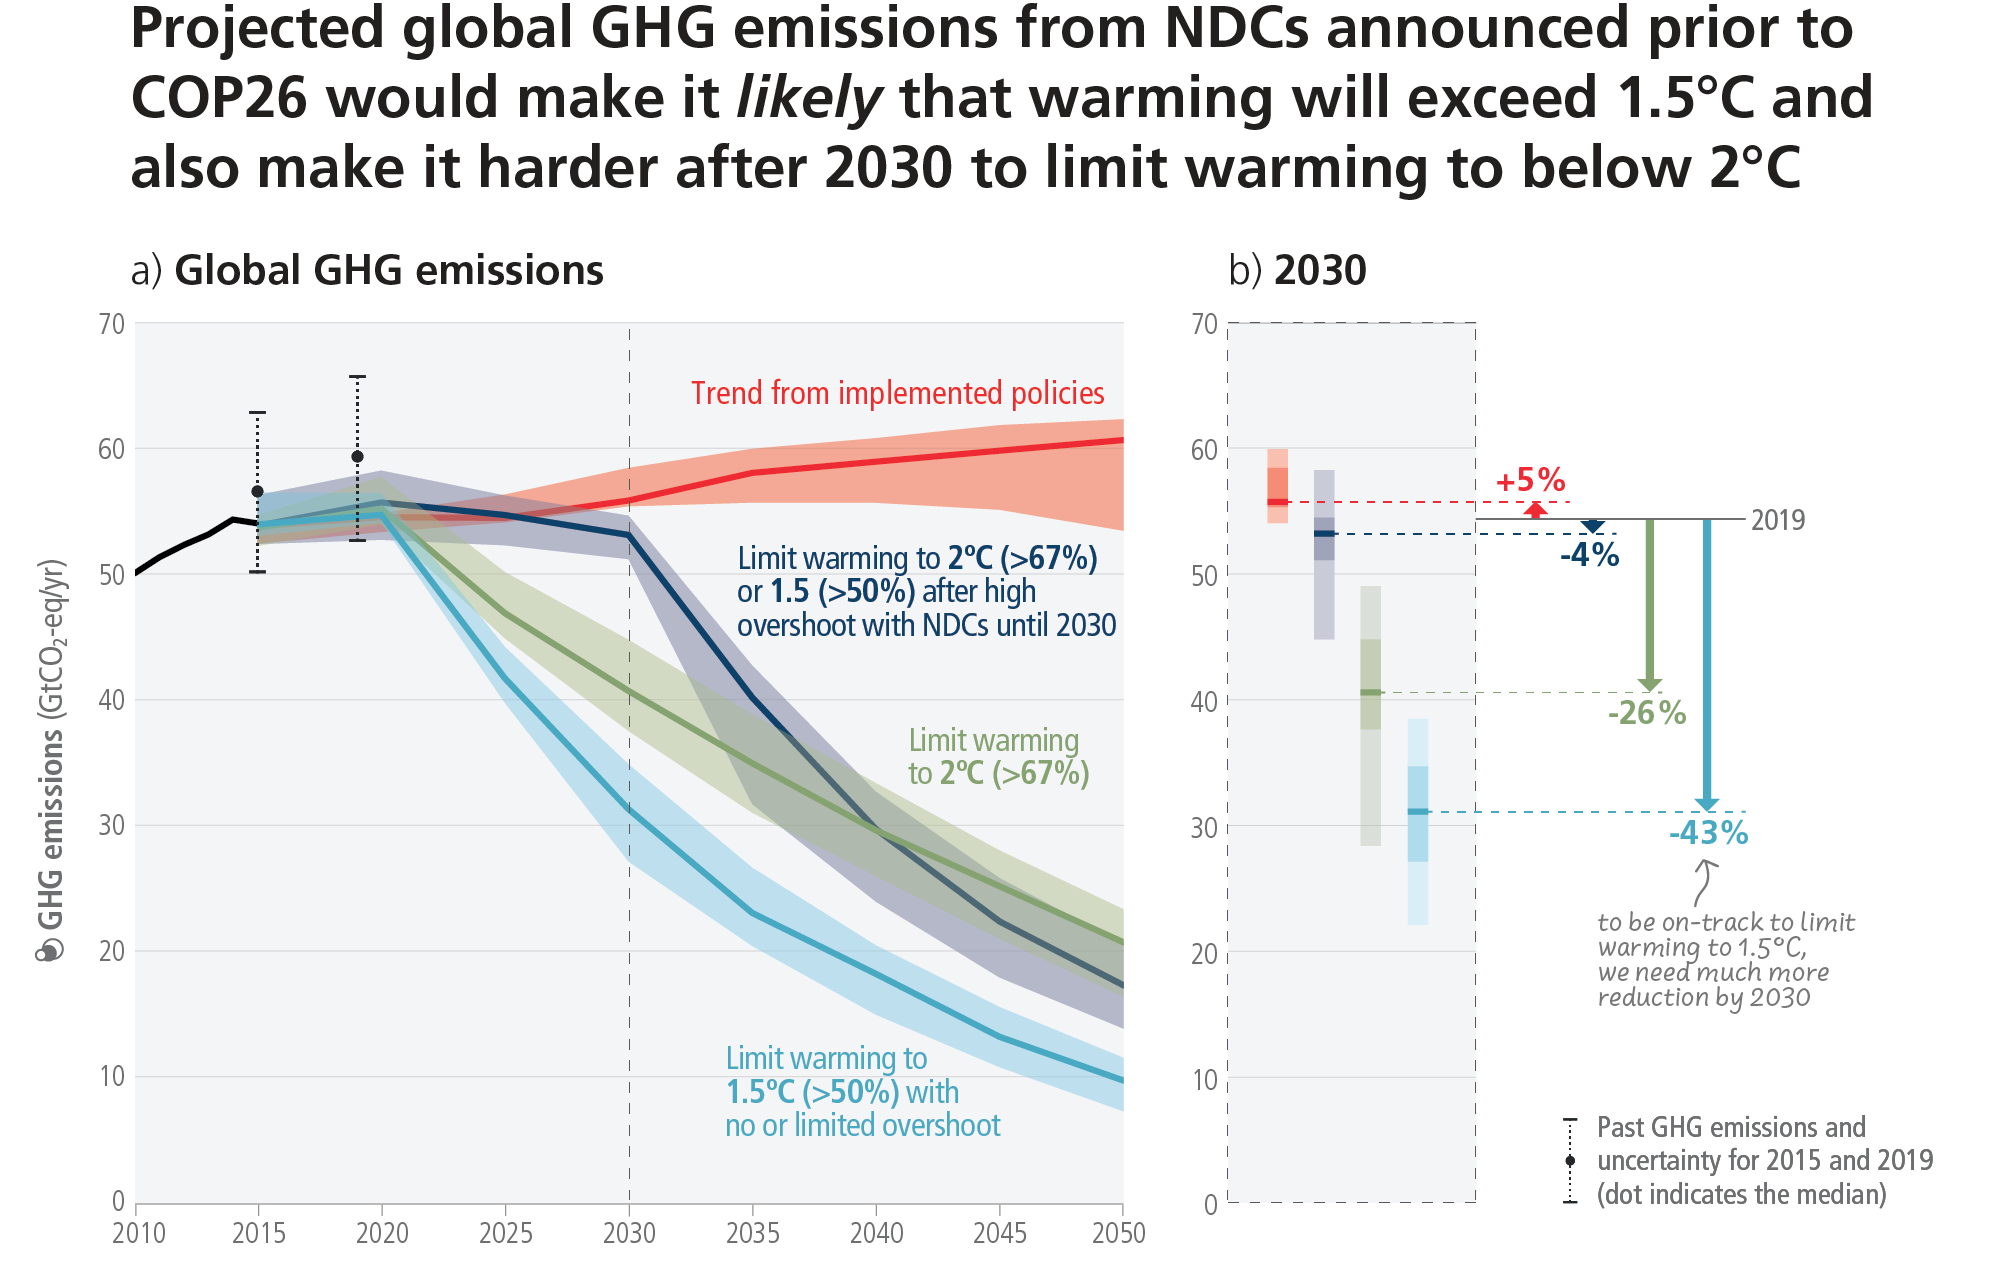 Projected global GHG emissions from NDCs announced prior to
COP26 would make it likely that warming will exceed 1.5°C and
also make it harder after 2030 to limit warming to below 2°C
a) Global GHG emissions
GHG emissions (GtCO₂-eq/yr)
70
60
50
40
30
20
10
0
2010
2015
2020
2025
2030
2035
2040
2045
2050
Trend from implemented policies
Limit warming to 2ºC (>67%)
or 1.5 (>50%) after high
overshoot with NDCs until 2030
Limit warming
to 2ºC (>67%)
Limit warming to
1.5ºC (>50%) with
no or limited overshoot
b) 2030
70
60
50
40
30
20
10
0
+5%
2019
-4%
-26%
-43%
to be on-track to limit
warming to 1.5°C,
we need much more
reduction by 2030
Past GHG emissions and
uncertainty for 2015 and 2019
(dot indicates the median)